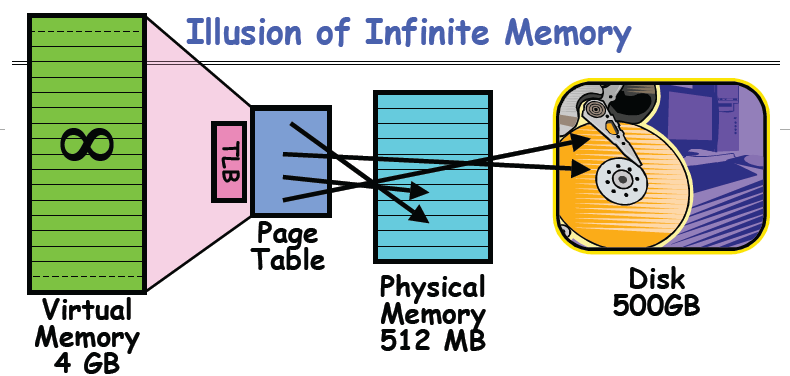 Illusion of Infinite Memory
∞
TLB
Page
Table
Virtual
Memory
4 GB
Physical
Memory
512 MB
Disk
500GB